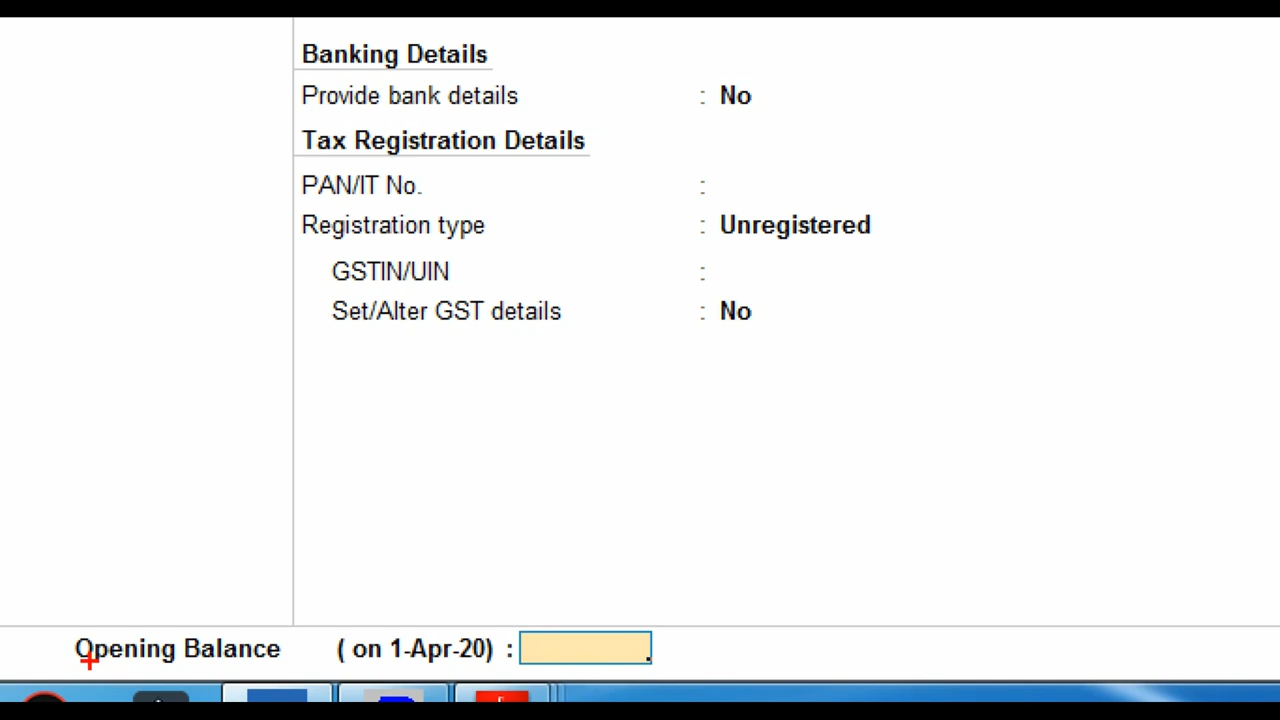 Banking Details
Provide bank details : No
Tax Registration Details
PAN/IT No. :
Registration type : Unregistered
GSTIN/UIN :
Set/Alter GST details : No
Opening Balance ( on 1-Apr-20) :